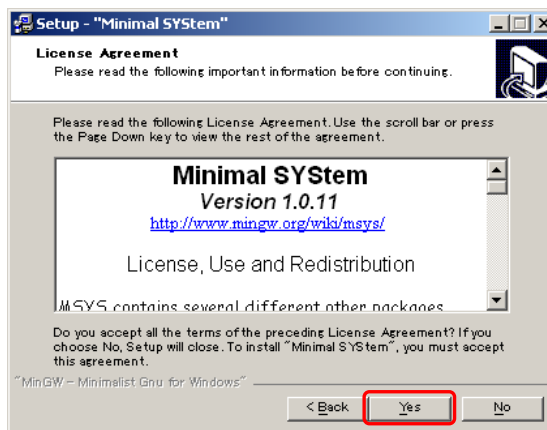 Setup - "Minimal SYStem"
License Agreement
Please read the following important information before continuing.
Please read the following License Agreement. Use the scroll bar or press
the Page Down key to view the rest of the agreement.
Minimal SYStem
Version 1.0.11
http://www.mingw.org/wiki/msys/
License, Use and Redistribution
MSYS contains several different other packages
Do you accept all the terms of the preceding License Agreement? If you
choose No, Setup will close. To install "Minimal SYStem", you must accept
this agreement.
"MinGW - Minimalist Gnu for Windows"
< Back
Yes
No